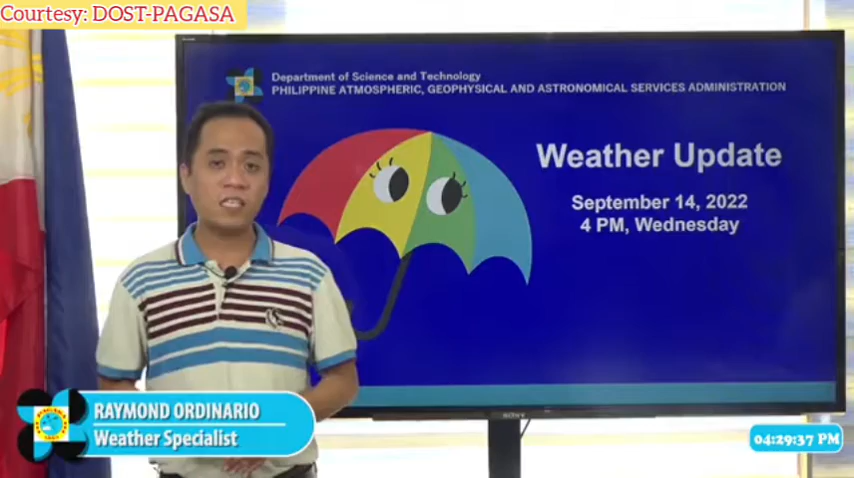 Courtesy: DOST-PAGASA
Department of Science and Technology
PHILIPPINE ATMOSPHERIC, GEOPHYSICAL AND ASTRONOMICAL SERVICES ADMINISTRATION
Weather Update
September 14, 2022
4 PM, Wednesday
RAYMOND ORDINARIO
Weather Specialist
04:29:37 PM
SONY